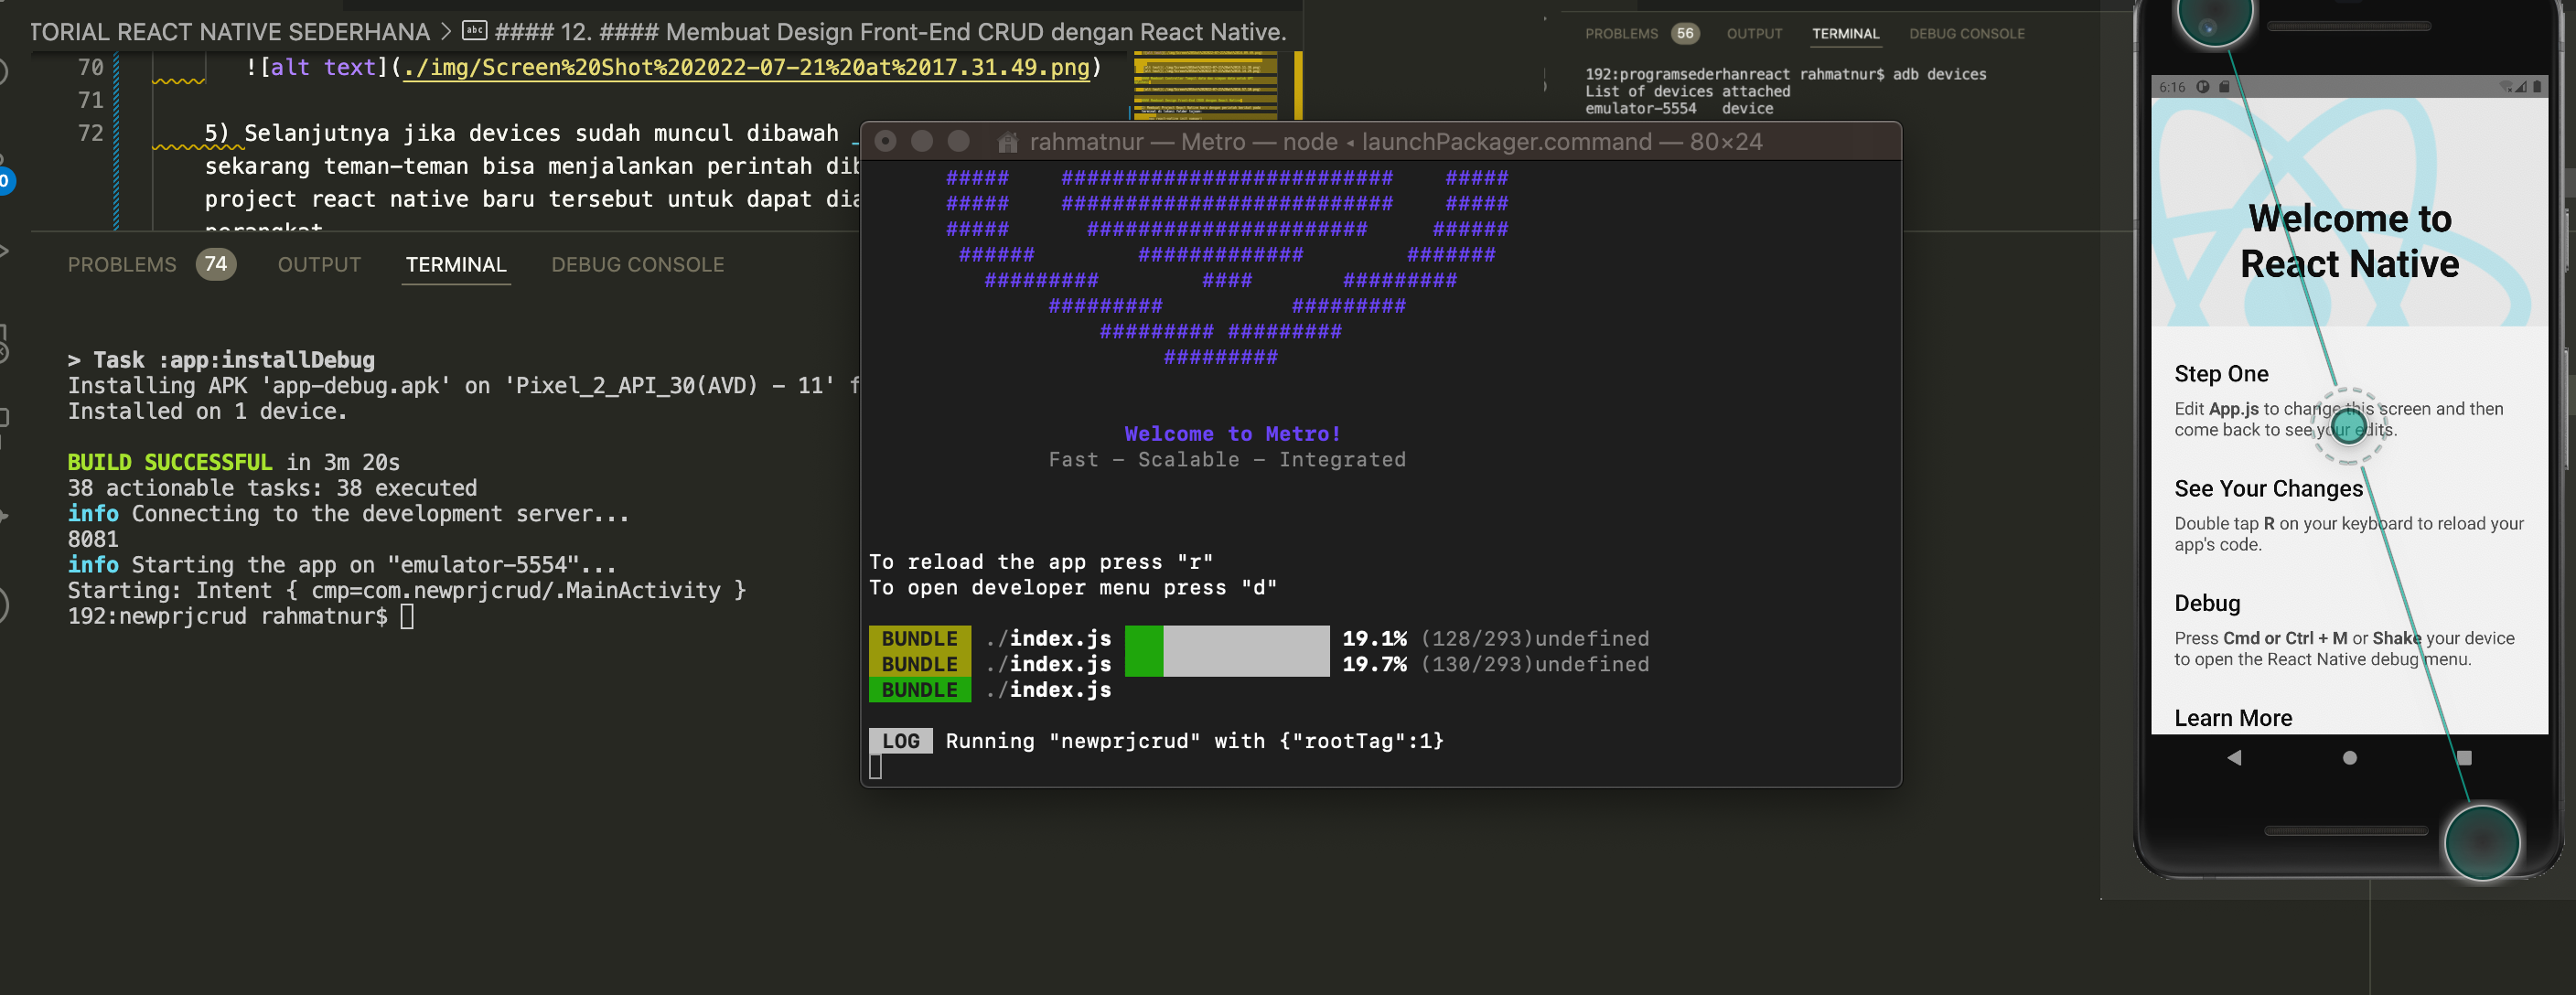 TORIAL REACT NATIVE SEDERHANA > abc #### 12. #### Membuat Design Front-End CRUD dengan React Native.
70 ![alt text](./img/Screen%20Shot%202022-07-21%20at%2017.31.49.png)
71
72 5) Selanjutnya jika devices sudah muncul dibawah
sekarang teman-teman bisa menjalankan perintah
project react native baru tersebut untuk dapat
perangkat
PROBLEMS 74 OUTPUT TERMINAL DEBUG CONSOLE
> Task :app:installDebug
Installing APK 'app-debug.apk' on 'Pixel_2_API_30(AVD) - 11' f
Installed on 1 device.
BUILD SUCCESSFUL in 3m 20s
38 actionable tasks: 38 executed
info Connecting to the development server...
8081
info Starting the app on "emulator-5554"...
Starting: Intent { cmp=com.newprjcrud/.MainActivity }
192:newprjcrud rahmatnur$
PROBLEMS 56 OUTPUT TERMINAL DEBUG CONSOLE
192:programsederhanreact rahmatnur$ adb devices
List of devices attached
emulator-5554 device
rahmatnur — Metro — node ◂ launchPackager.command — 80×24
##### ########################## #####
##### ########################## #####
##### ###################### ######
###### ############# #######
######### #### #########
######### #########
######### #########
#########
Welcome to Metro!
Fast - Scalable - Integrated
To reload the app press "r"
To open developer menu press "d"
BUNDLE ./index.js 19.1% (128/293)undefined
BUNDLE ./index.js 19.7% (130/293)undefined
BUNDLE ./index.js
LOG Running "newprjcrud" with {"rootTag":1}
6:16
Welcome to
React Native
Step One
Edit App.js to change this screen and then
come back to see your edits.
See Your Changes
Double tap R on your keyboard to reload your
app's code.
Debug
Press Cmd or Ctrl + M or Shake your device
to open the React Native debug menu.
Learn More